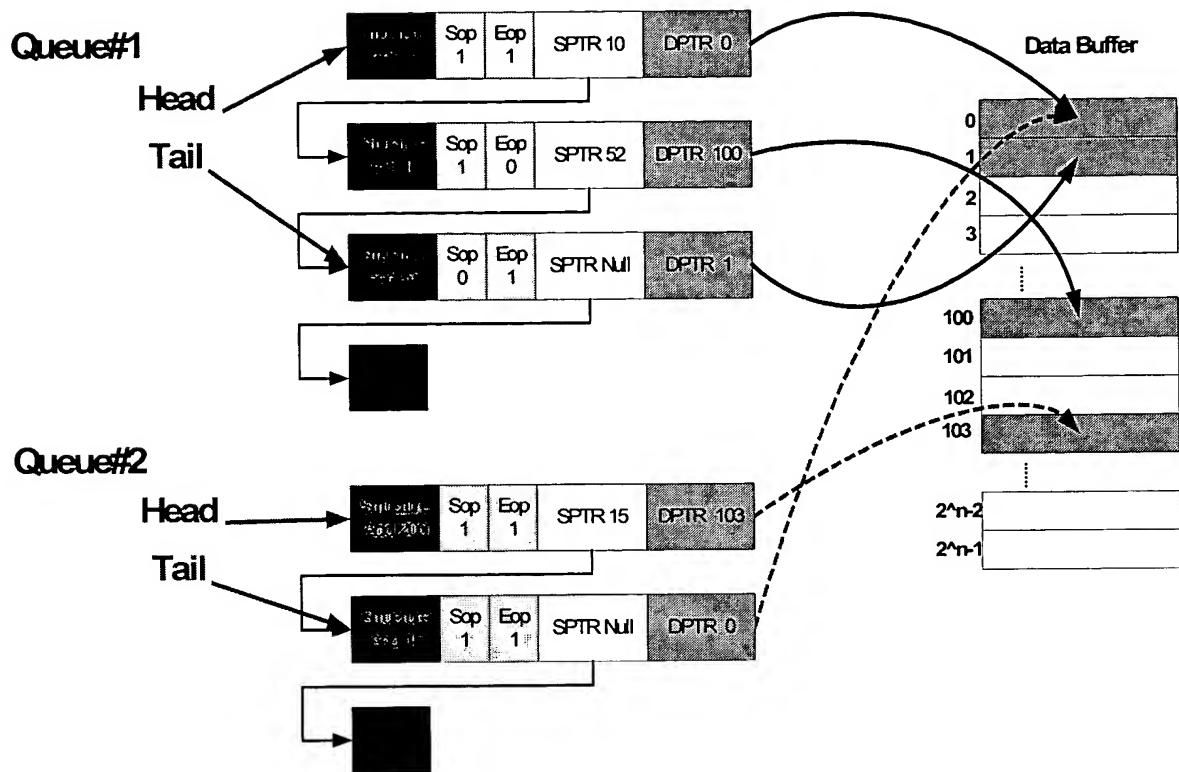 Queue#1
Head
Tail
Sop
1
Eop
1
SPTR 10
DPTR 0
Sop
1
Eop
0
SPTR 52
DPTR 100
Sop
0
Eop
1
SPTR Null
DPTR 1
Data Buffer
0
1
2
3
100
101
102
103
2^n-2
2^n-1
Queue#2
Head
Tail
Sop
1
Eop
1
SPTR 15
DPTR 103
Sop
1
Eop
1
SPTR Null
DPTR 0